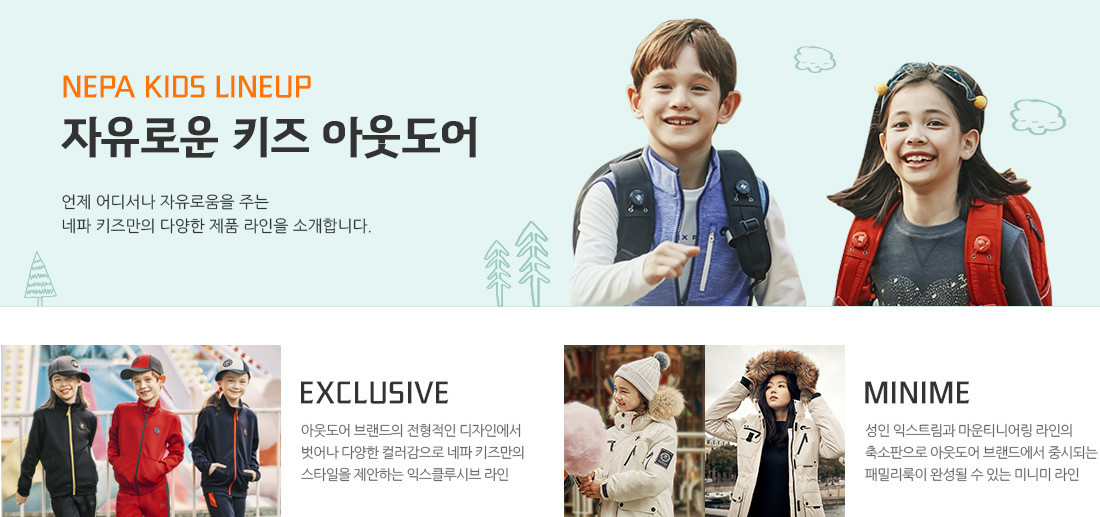 NEPA KIDS LINEUP
자유로운 키즈 아웃도어
언제 어디서나 자유로움을 주는
네파 키즈만의 다양한 제품 라인을 소개합니다.
EXCLUSIVE
아웃도어 브랜드의 전형적인 디자인에서
벗어나 다양한 컬러감으로 네파 키즈만의
스타일을 제안하는 익스클루시브 라인
MINIME
성인 익스트림과 마운티니어링 라인의
축소판으로 아웃도어 브랜드에서 중시되는
패밀리룩이 완성될 수 있는 미니미 라인